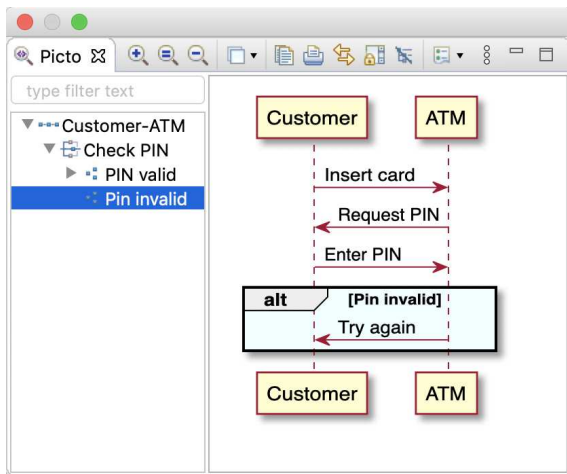 Picto
type filter text
Customer-ATM
Check PIN
PIN valid
Pin invalid
Customer ATM
Insert card
Request PIN
Enter PIN
alt [Pin invalid]
Try again
Customer ATM